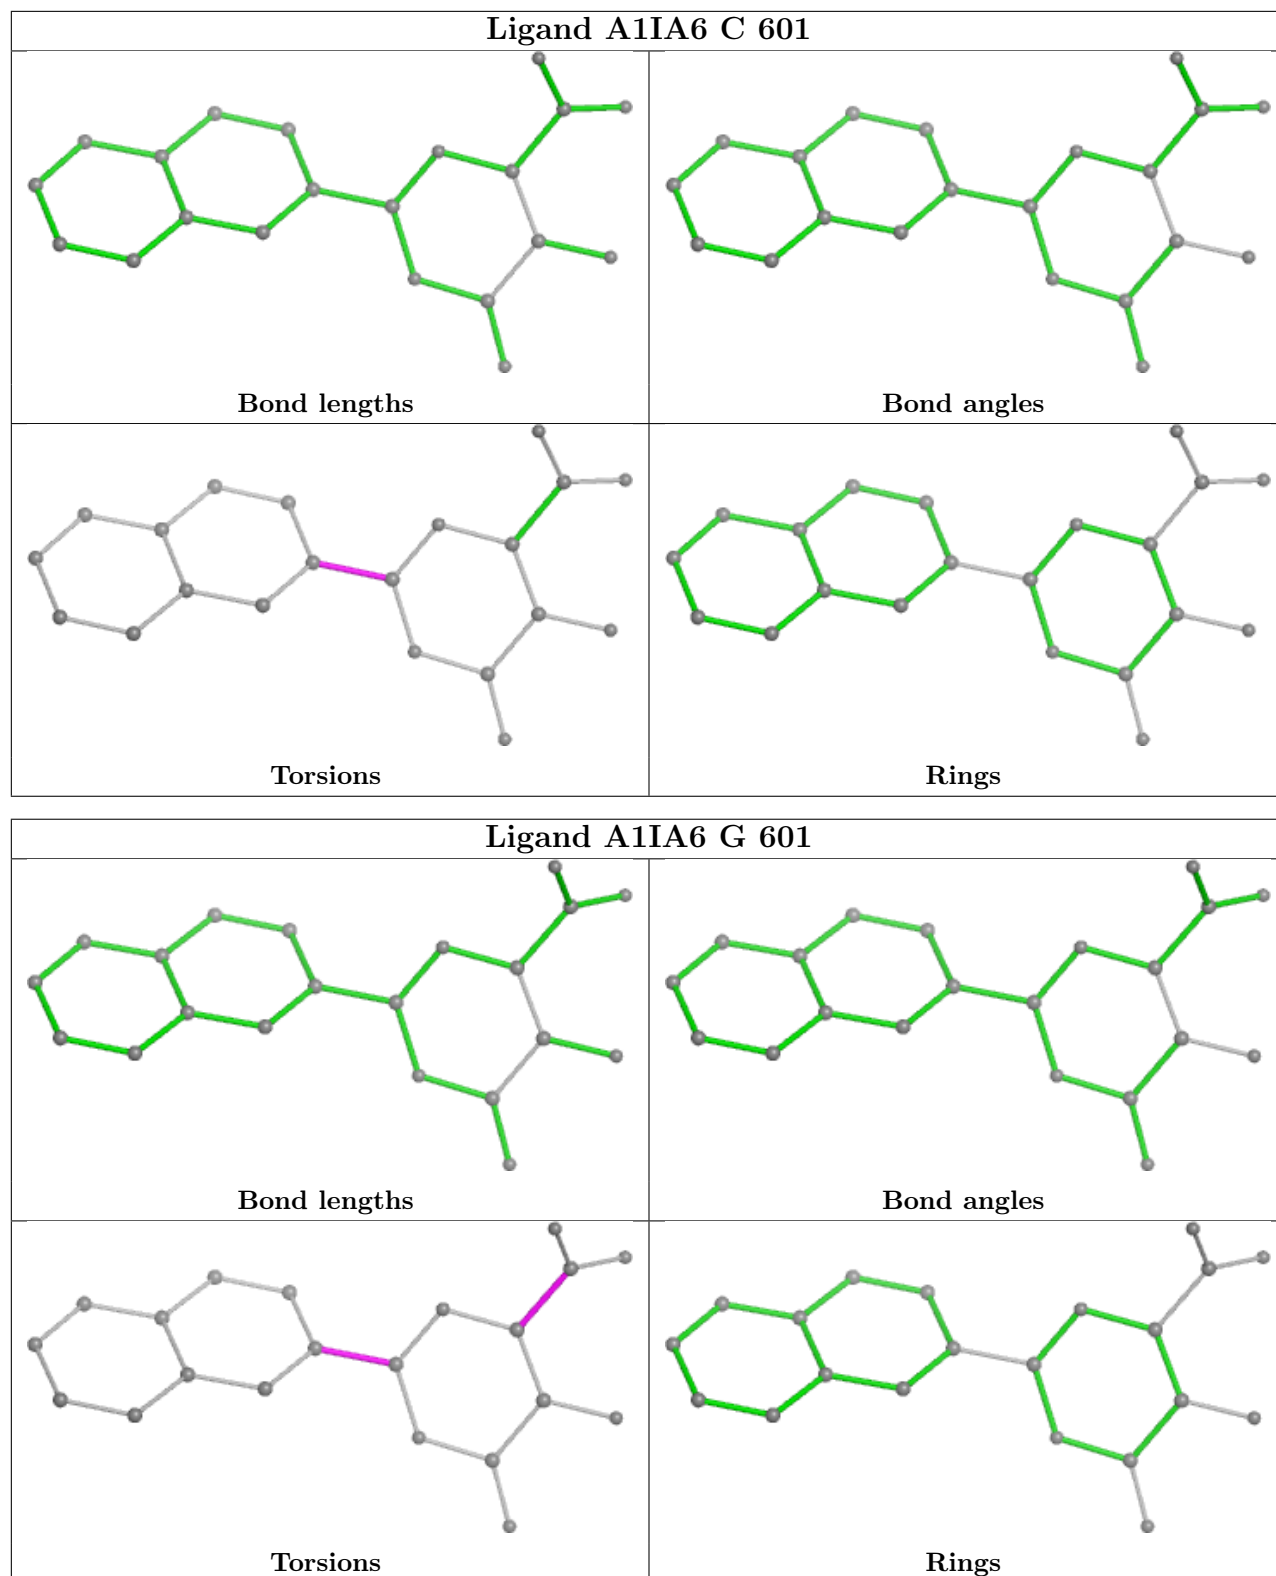 Ligand A1IA6 C 601
Bond lengths
Bond angles
Torsions
Rings
Ligand A1IA6 G 601
Bond lengths
Bond angles
Torsions
Rings